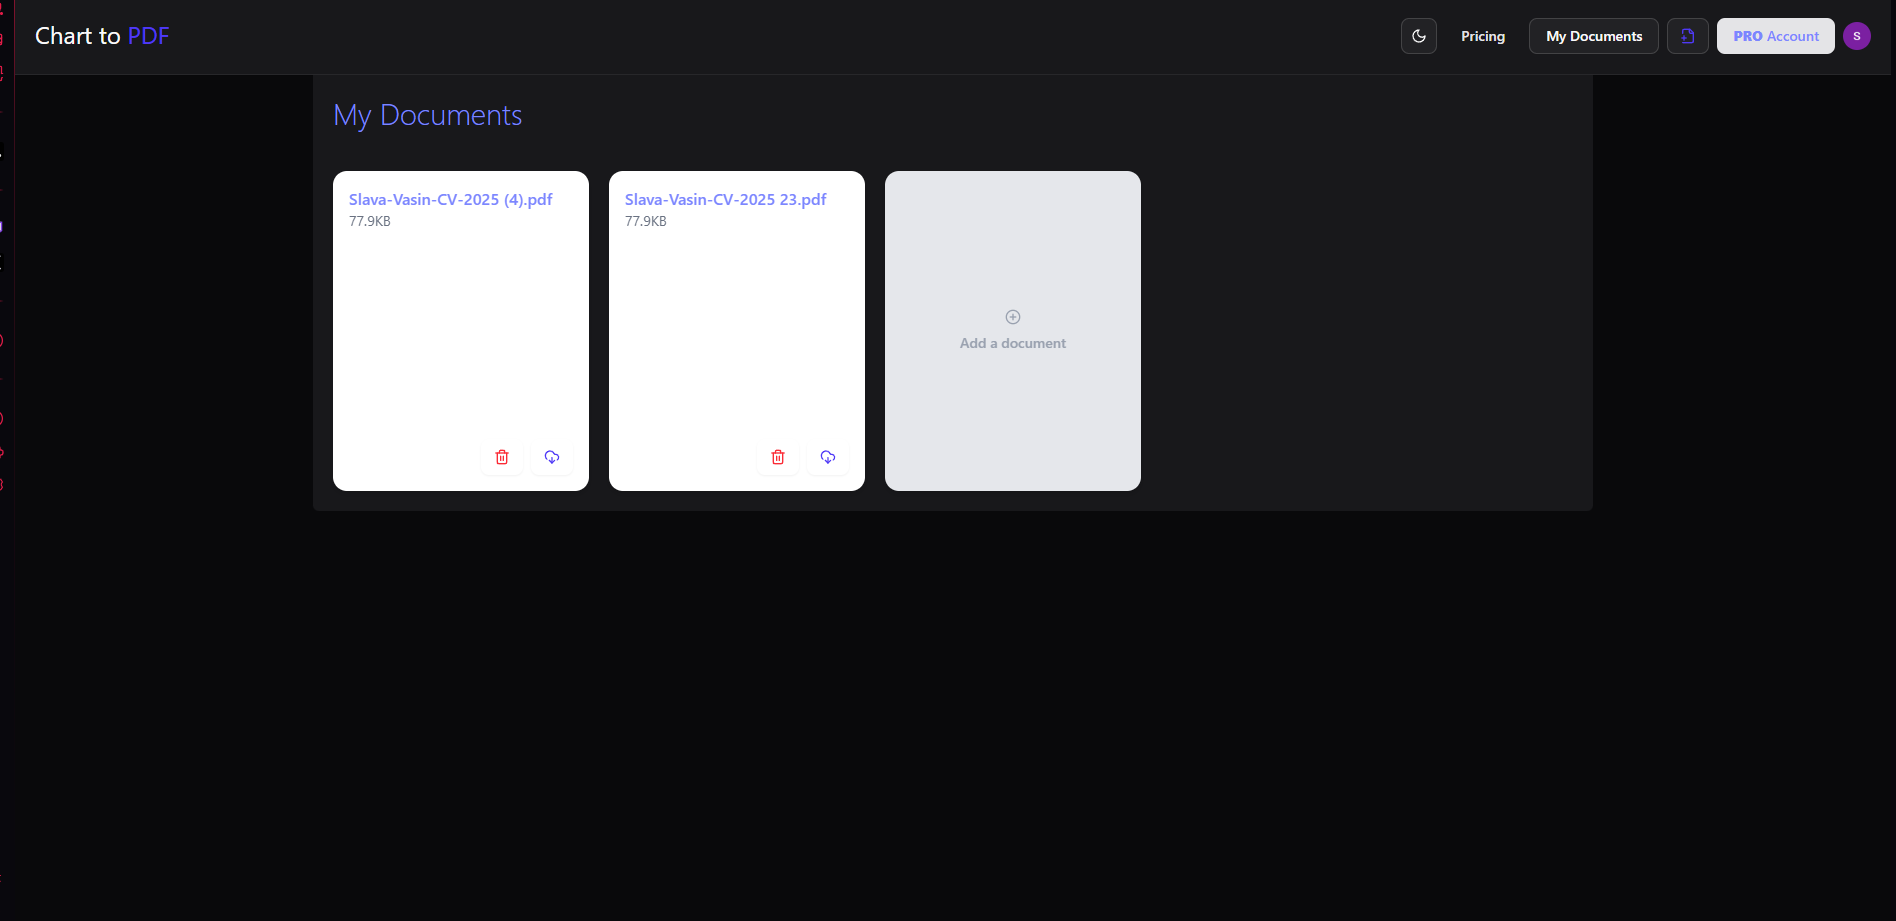 Chart to PDF
Pricing
My Documents
PRO Account
S
My Documents
Slava-Vasin-CV-2025 (4).pdf
77.9KB
Slava-Vasin-CV-2025 23.pdf
77.9KB
Add a document